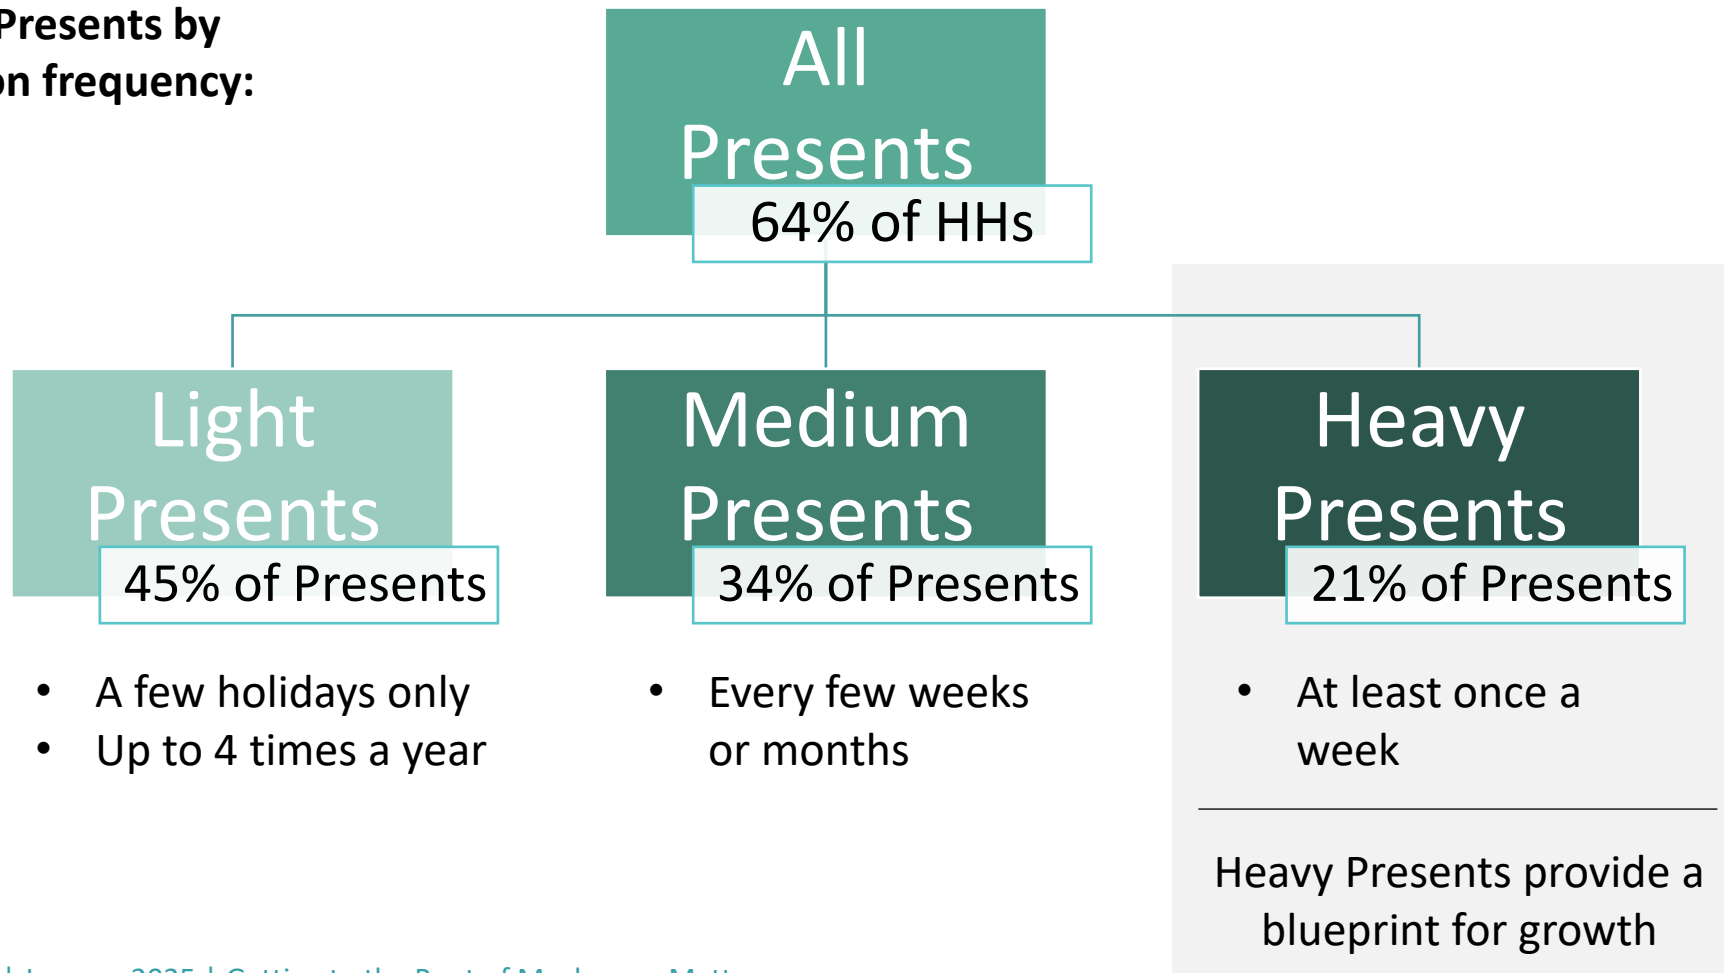 Presents by
frequency:
All
Presents
64% of HHs
Light
Presents
45% of Presents
Medium
Presents
34% of Presents
Heavy
Presents
21% of Presents
• A few holidays only
• Up to 4 times a year
• Every few weeks
or months
• At least once a
week
Heavy Presents provide a
blueprint for growth
2025 |